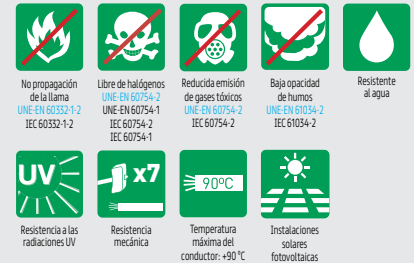 No propagación
de la llama
UNE-EN 60332-1-2
IEC 60332-1-2
Libre de halógenos
UNE-EN 60754-2
UNE-EN 60754-1
IEC 60754-2
IEC 60754-1
Reducida emisión
de gases tóxicos
UNE-EN 60754-2
IEC 60754-2
Baja opacidad
de humos
UNE-EN 61034-2
IEC 61034-2
Resistente
al agua
UV
Resistencia a las
radiaciones UV
x7
Resistencia
mecánica
90ºC
Temperatura
máxima del
conductor: +90 °C
Instalaciones
solares
fotovoltaicas